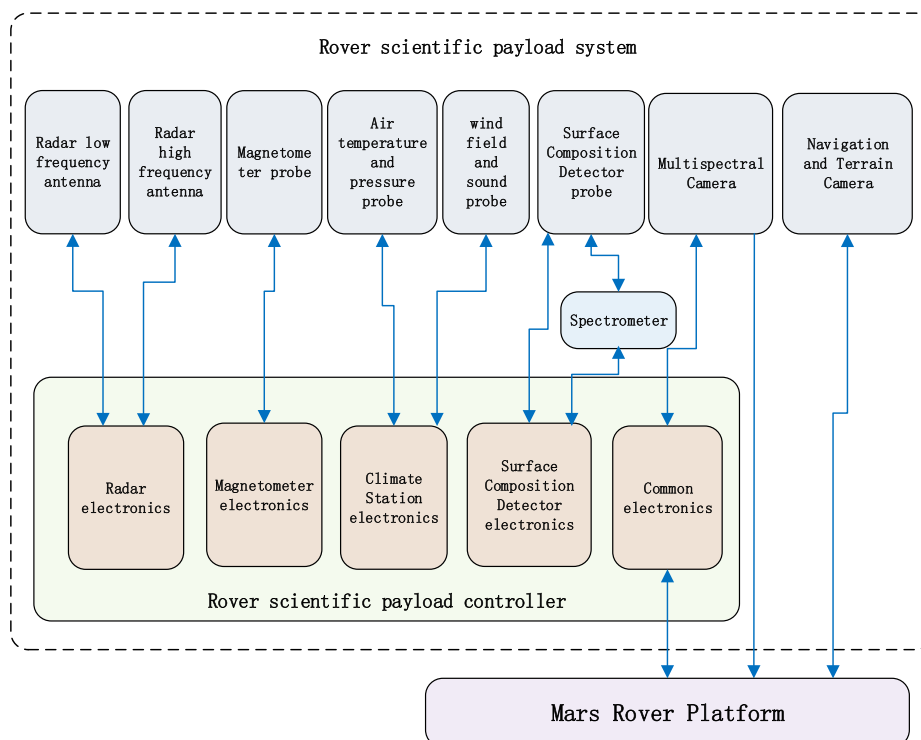 Rover scientific payload system
Radar low
frequency
antenna
Radar
high
frequency
antenna
Magnetome
ter probe
Air
temperature
and
pressure
probe
wind
field
and
sound
probe
Surface
Composition
Detector
probe
Multispectral
Camera
Navigation
and Terrain
Camera
Spectrometer
Radar
electronics
Magnetometer
electronics
Climate
Station
electronics
Surface
Composition
Detector
electronics
Common
electronics
Rover scientific payload controller
Mars Rover Platform